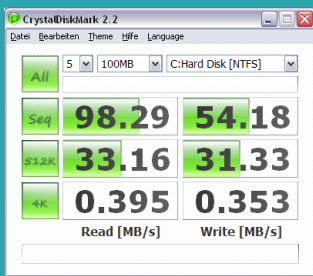 CrystalDiskMark 2.2
Datei Bearbeiten Theme Hilfe Language
All 5 100MB C:Hard Disk [NTFS]
Seq 98.29 54.18
512K 33.16 31.33
4K 0.395 0.353
Read [MB/s] Write [MB/s]